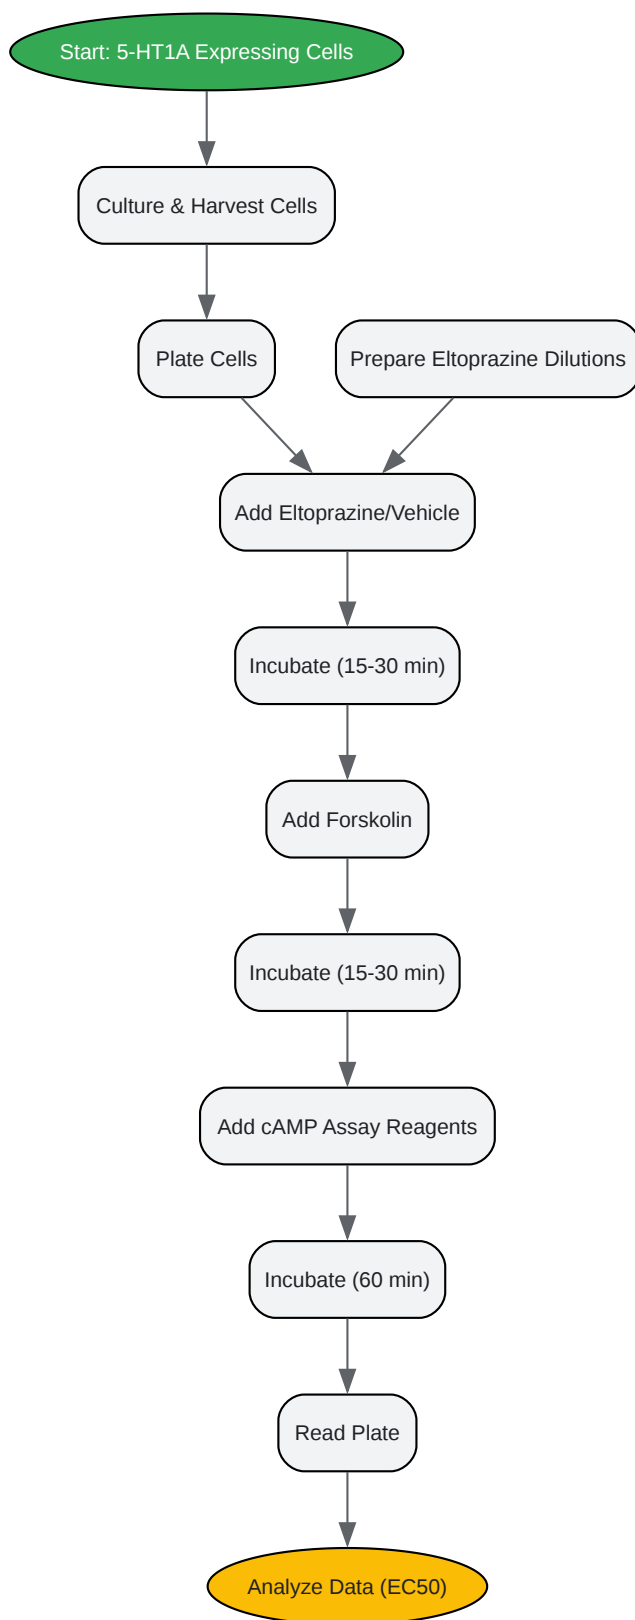 Start: 5-HT1A Expressing Cells
Culture & Harvest Cells
Plate Cells
Prepare Eltoprazine Dilutions
Add Eltoprazine/Vehicle
Incubate (15-30 min)
Add Forskolin
Incubate (15-30 min)
Add cAMP Assay Reagents
Incubate (60 min)
Read Plate
Analyze Data (EC50)